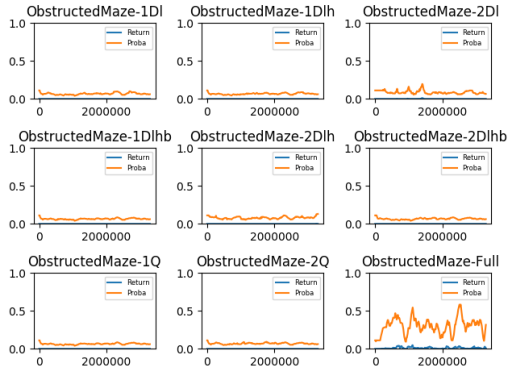 ObstructedMaze-1Dl ObstructedMaze-1Dlh ObstructedMaze-2Dl
1.0 Return 1.0 Return 1.0 Return
Proba Proba Proba
0.5 0.5 0.5
0.0 0.0 0.0
0 2000000 0 2000000 0 2000000
ObstructedMaze-1Dlhb ObstructedMaze-2Dlh ObstructedMaze-2Dlhb
1.0 Return 1.0 Return 1.0 Return
Proba Proba Proba
0.5 0.5 0.5
0.0 0.0 0.0
0 2000000 0 2000000 0 2000000
ObstructedMaze-1Q ObstructedMaze-2Q ObstructedMaze-Full
1.0 Return 1.0 Return 1.0 Return
Proba Proba Proba
0.5 0.5 0.5
0.0 0.0 0.0
0 2000000 0 2000000 0 2000000